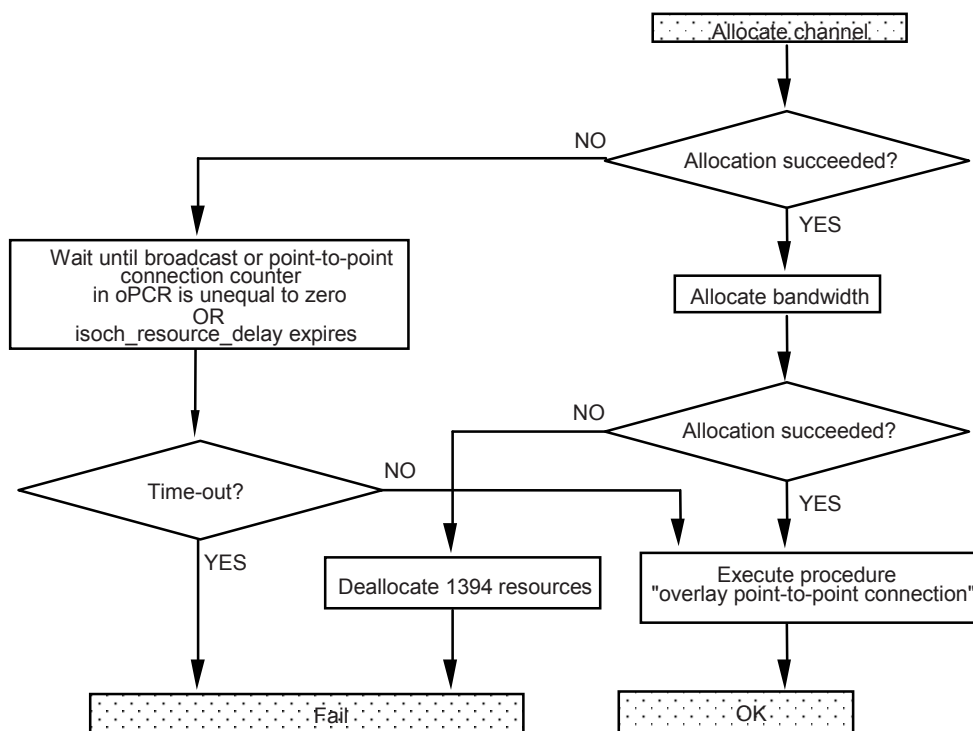 Allocate channel
NO
Allocation succeeded?
YES
Wait until broadcast or point-to-point
connection counter
in oPCR is unequal to zero
OR
isoch_resource_delay expires
Allocate bandwidth
NO
Allocation succeeded?
NO
Time-out?
YES
YES
Deallocate 1394 resources
Execute procedure
"overlay point-to-point connection"
Fail
OK